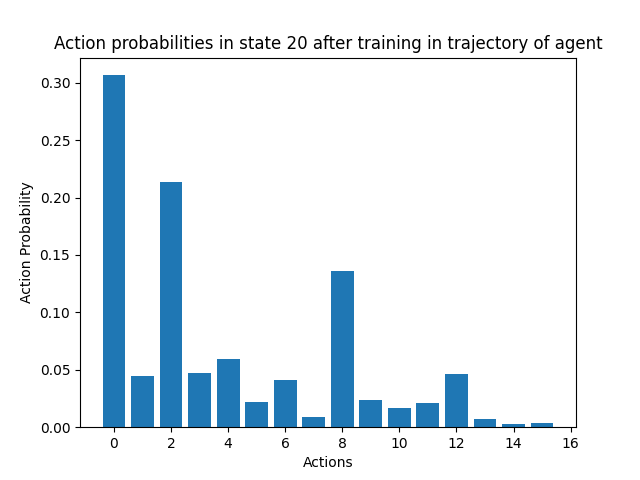 Action probabilities in state 20 after training in trajectory of agent
0.30
0.25
0.20
0.15
0.10
0.05
0.00
Action Probability
0 2 4 6 8 10 12 14 16
Actions